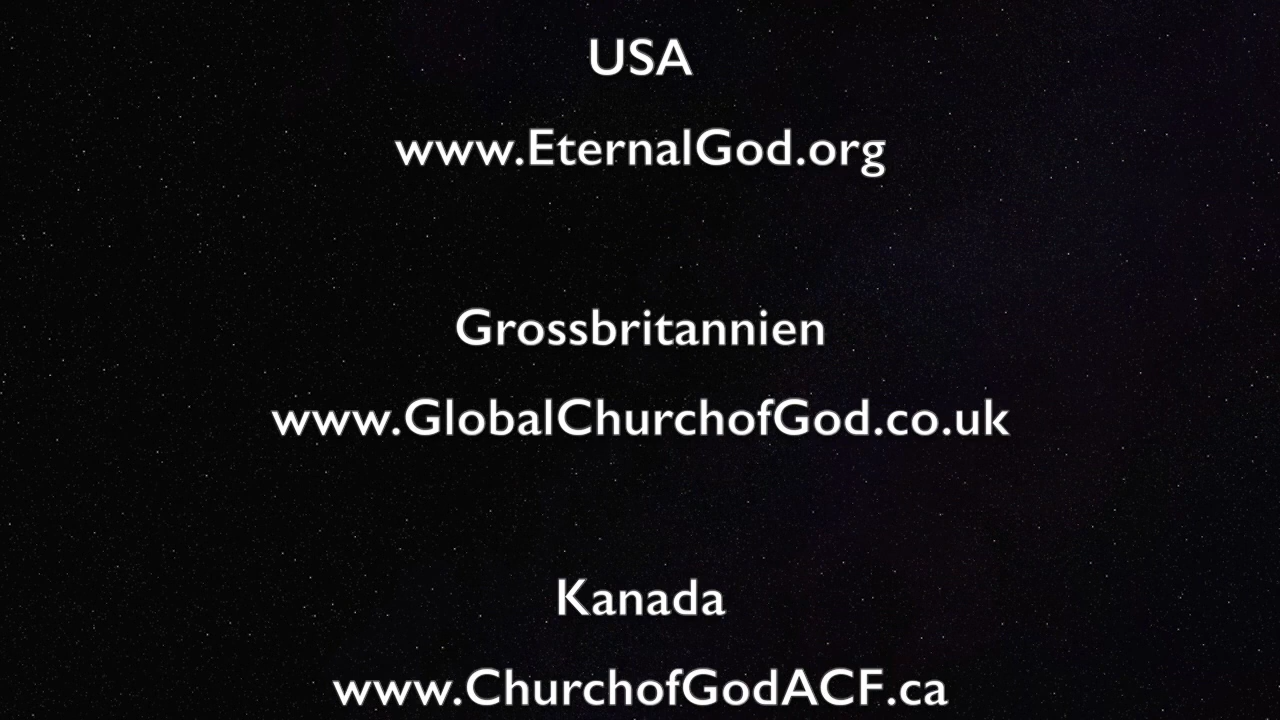 USA
www.EternalGod.org
Grossbritannien
www.GlobalChurchofGod.co.uk
Kanada
www.ChurchofGodACF.ca